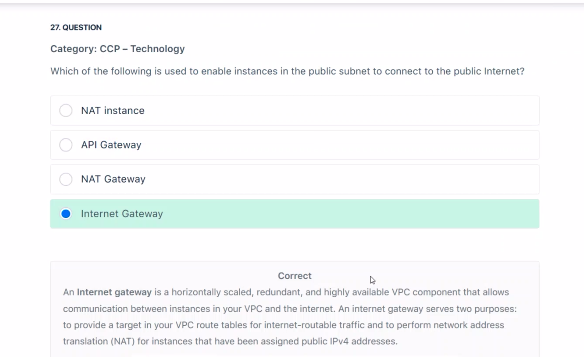 27. QUESTION
Category: CCP – Technology
Which of the following is used to enable instances in the public subnet to connect to the public Internet?
NAT instance
API Gateway
NAT Gateway
Internet Gateway
Correct
An Internet gateway is a horizontally scaled, redundant, and highly available VPC component that allows
communication between instances in your VPC and the internet. An internet gateway serves two purposes:
to provide a target in your VPC route tables for internet-routable traffic and to perform network address
translation (NAT) for instances that have been assigned public IPv4 addresses.